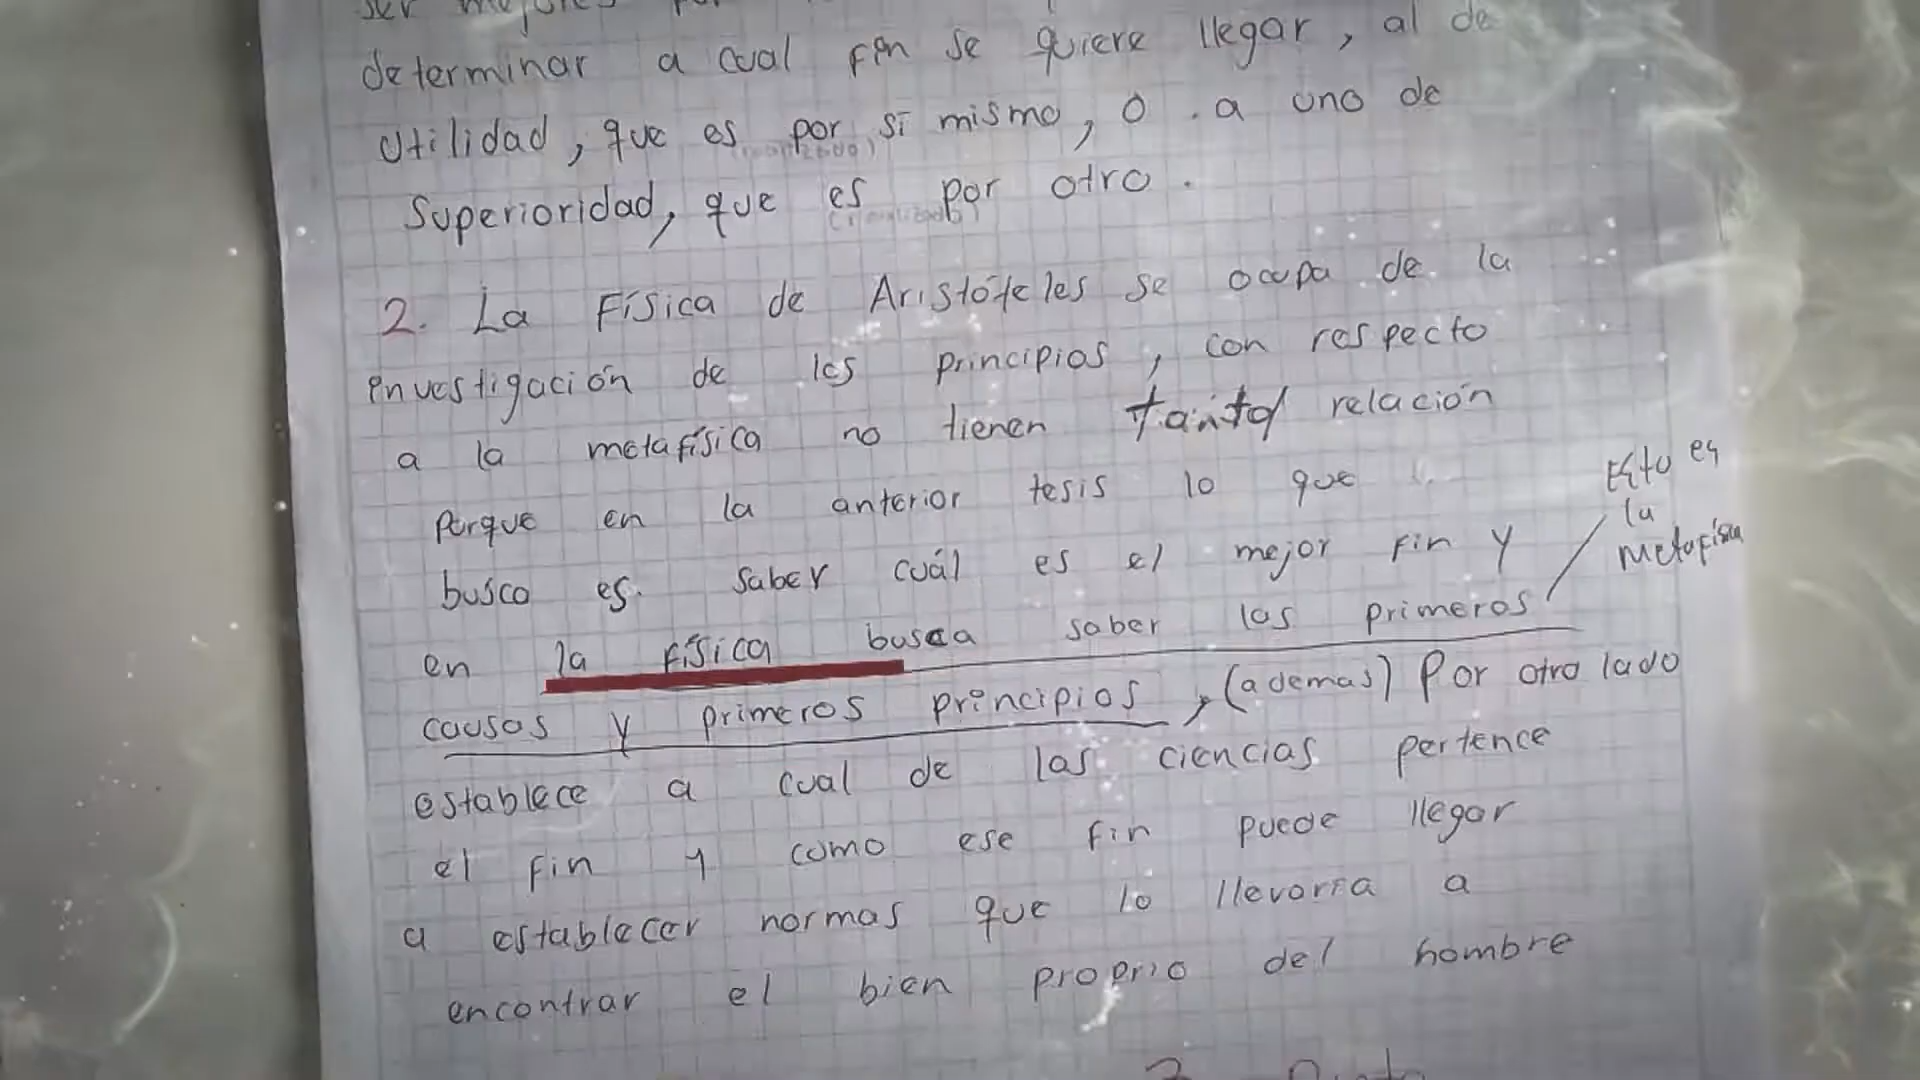 ser mejores
determinar a cual fin se quiere llegar, al de
Utilidad, que es por sí mismo, o a uno de
Superioridad, que es por otro.
2. La Física de Aristóteles se ocupa de la
investigación de los principios, con respecto
a la metafísica no tienen tanta relación
porque en la anterior tesis lo que
busco es saber cuál es el mejor fin y
en la física busca saber las primeros
Esto es
la
metafísica
causas y primeros principios, (ademas) Por otro lado
establece a cual de las ciencias pertence
el fin y como ese fin puede llegar
a establecer normas que lo llevaría a
encontrar el bien proprio del hombre